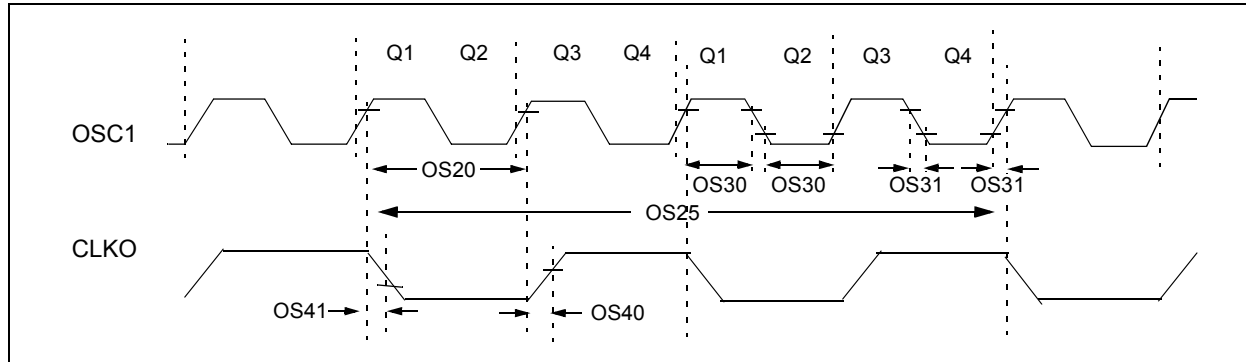 Q1 Q2 Q3 Q4 Q1 Q2 Q3 Q4
OSC1
OS20
OS30 OS30 OS31 OS31
OS25
CLKO
OS41 OS40